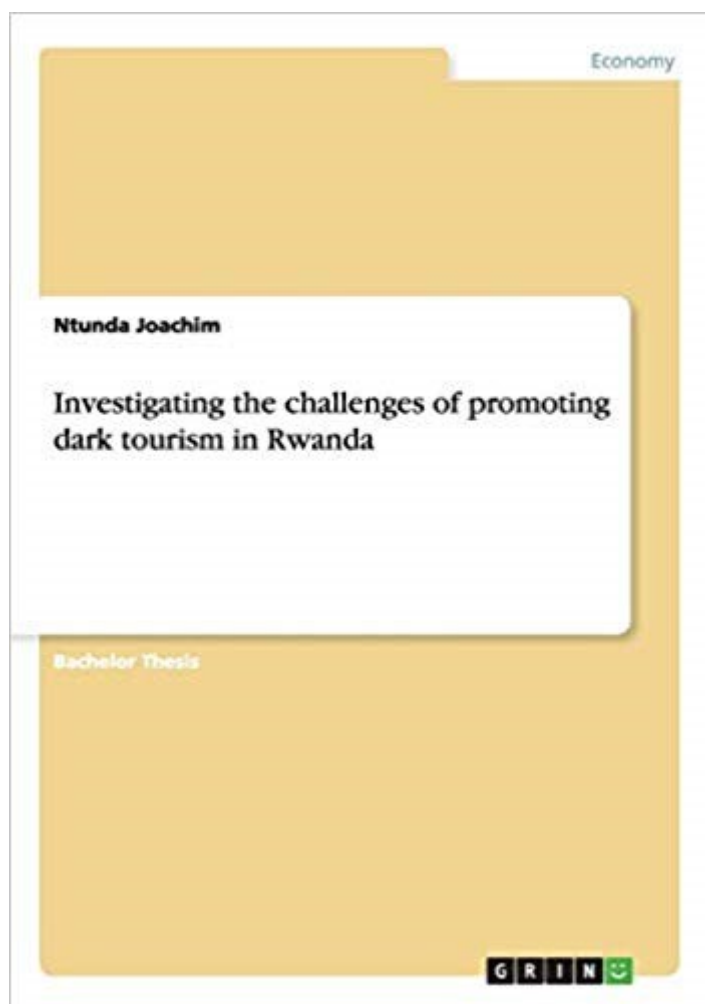 Economy
Ntunda Joachim
Investigating the challenges of promoting
dark tourism in Rwanda
Bachelor Thesis
GRIN